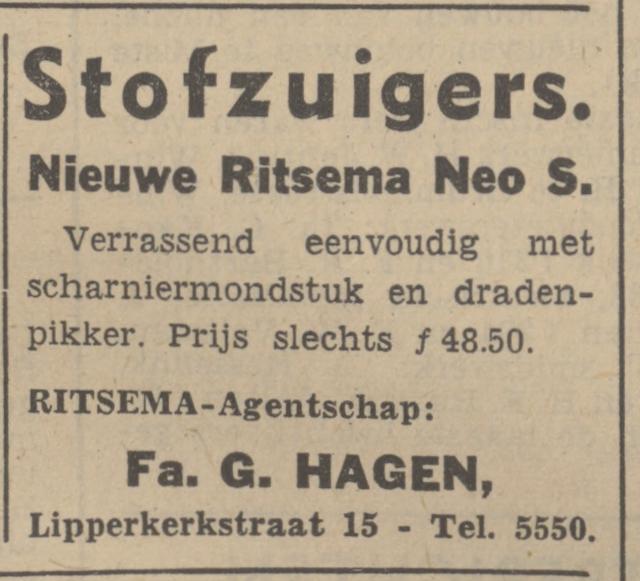 Stofzuigers.
Nieuwe Ritsema Neo S.
Verrassend eenvoudig met
scharniermondstuk en draden-
pikker. Prijs slechts ƒ 48.50.
RITSEMA-Agentschap:
Fa. G. HAGEN,
Lipperkerkstraat 15 - Tel. 5550.